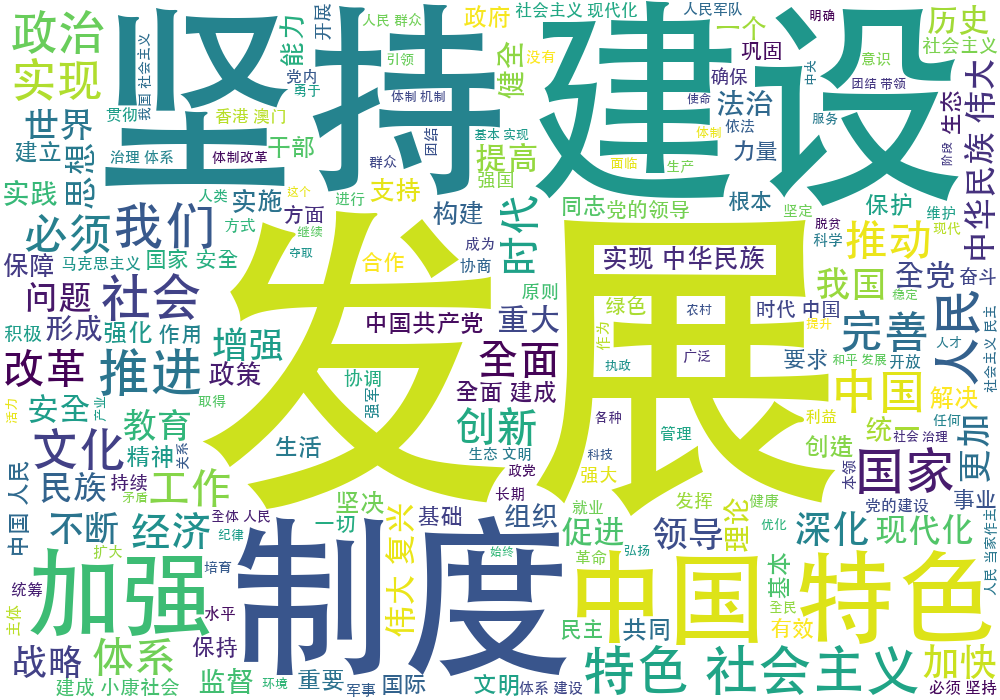 政治
坚持
建设
社会主义 现代化
人民军队
明确
历史
能力
开展
人民 群众
政府
一个
社会主义
实现
我国 社会主义
党内
勇于
引领
健全
没有
巩固
意识
中央
确保
团结 带领
伟大
贯彻
香港 澳门
体制 机制
使命
法治
世界
团结
基本 实现
体制
依法
服务
生态
建立
治理 体系
体制改革
干部
群众
提高
面临
生产
力量
阶段
思想
实践
人类
实施
这个
进行
支持
强国
同志
党的领导
根本
坚定
保护
维护
中华民族 伟大
必须
我们
方式
方面
继续
构建
时代
脱贫
科学
推动
现代
保障
马克思主义
国家 安全
夺取
合作
成为
协商
实现 中华民族
我国
全党
奋斗
问题
社会
原则
绿色
农村
时代 中国
稳定
积极
形成
强化
作用
增强
中国共产党
重大
作为
提升
完善
人民
人才
社会主义 民主
改革
推进
政策
协调
全面
发展
执政
广泛
要求
和平 发展
开放
活力
安全
产业
取得
强军
全面 建成
中国
解决
教育
创新
各种
利益
任何
文化
精神
关系
生活
生态 文明
科技
管理
创造
统一
社会 治理
更加
中国 人民
民族
持续
矛盾
工作
政党
强大
本领
国家
坚决
长期
发挥
健康
党的建设
事业
不断
经济
全体 人民
纪律
一切
复兴
基础
组织
就业
促进
领导
理论
优化
深化
现代化
人民 当家作主
扩大
培育
制度
始终
革命
弘扬
加强
中国
特色
统筹
主体
水平
伟大
基本
全民
民主
共同
有效
战略
体系
保持
特色 社会主义
加快
建成 小康社会
监督
环境
重要
军事
国际
文明
体系 建设
必须 坚持